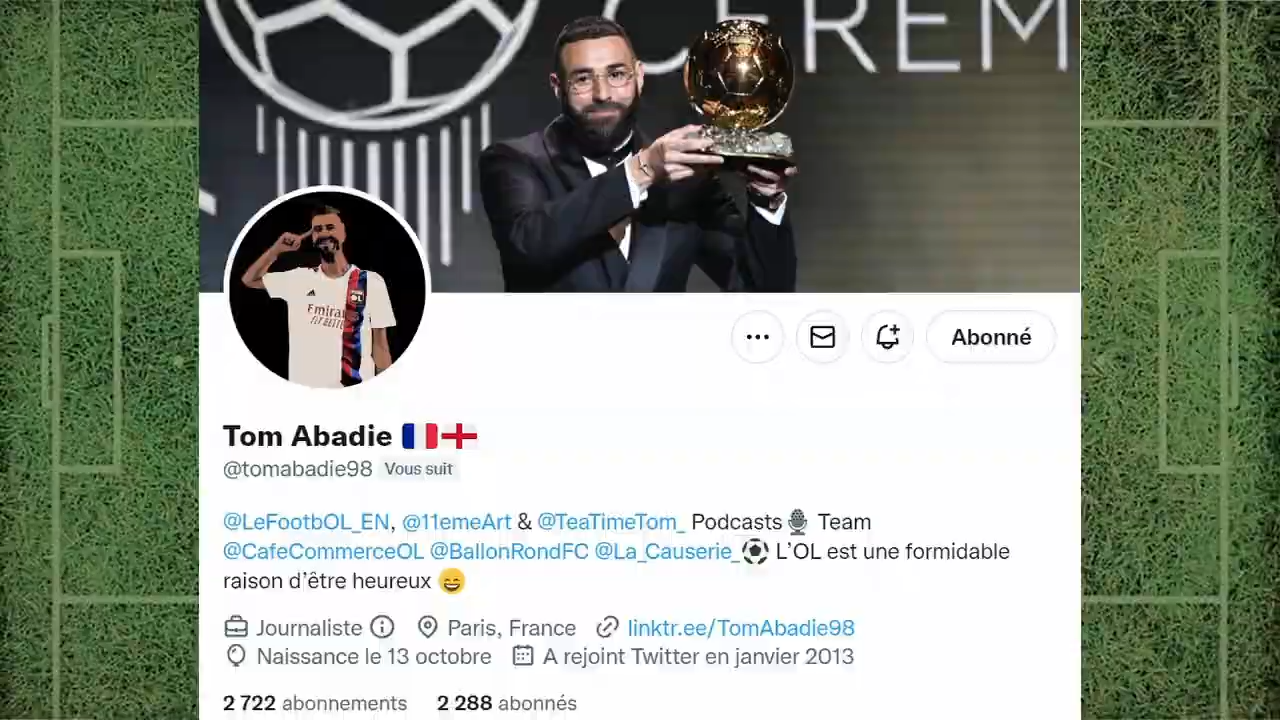 CEREM
Emirates
Abonné
Tom Abadie
@tomabadie98 Vous suit
@LeFootbOL_EN, @11emeArt & @TeaTimeTom_ Podcasts Team
@CafeCommerceOL @BallonRondFC @La_Causerie_ L’OL est une formidable
raison d’être heureux
Journaliste Paris, France linktr.ee/TomAbadie98
Naissance le 13 octobre A rejoint Twitter en janvier 2013
2 722 abonnements 2 288 abonnés